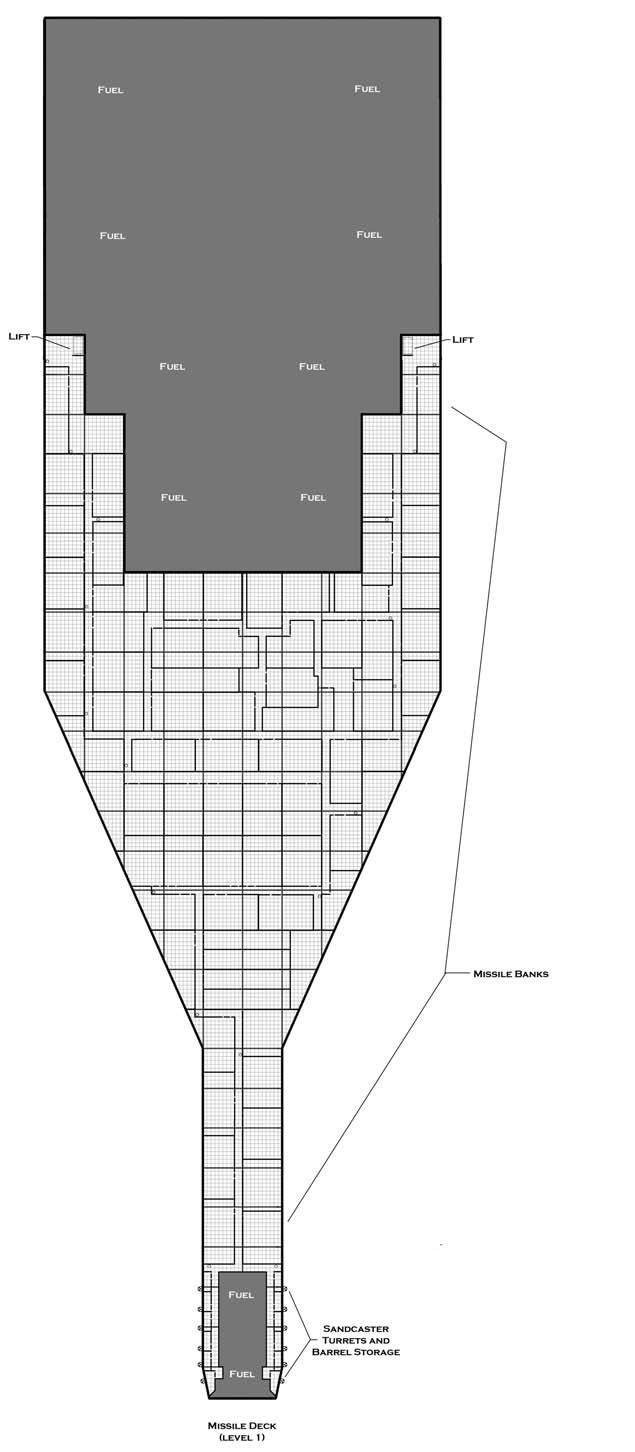 Fuel Fuel
Fuel Fuel
Lift Lift
Fuel Fuel
Fuel Fuel
Missile Banks
Fuel
Sandcaster
Turrets and
Barrel Storage
Fuel
Missile Deck
(level 1)